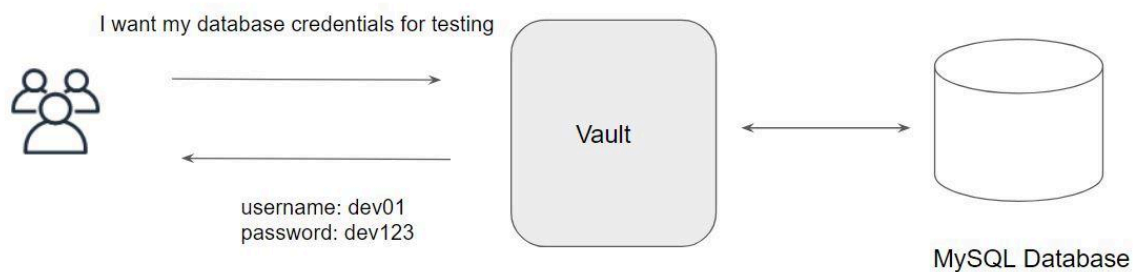 I want my database credentials for testing
Vault
username: dev01
password: dev123
MySQL Database